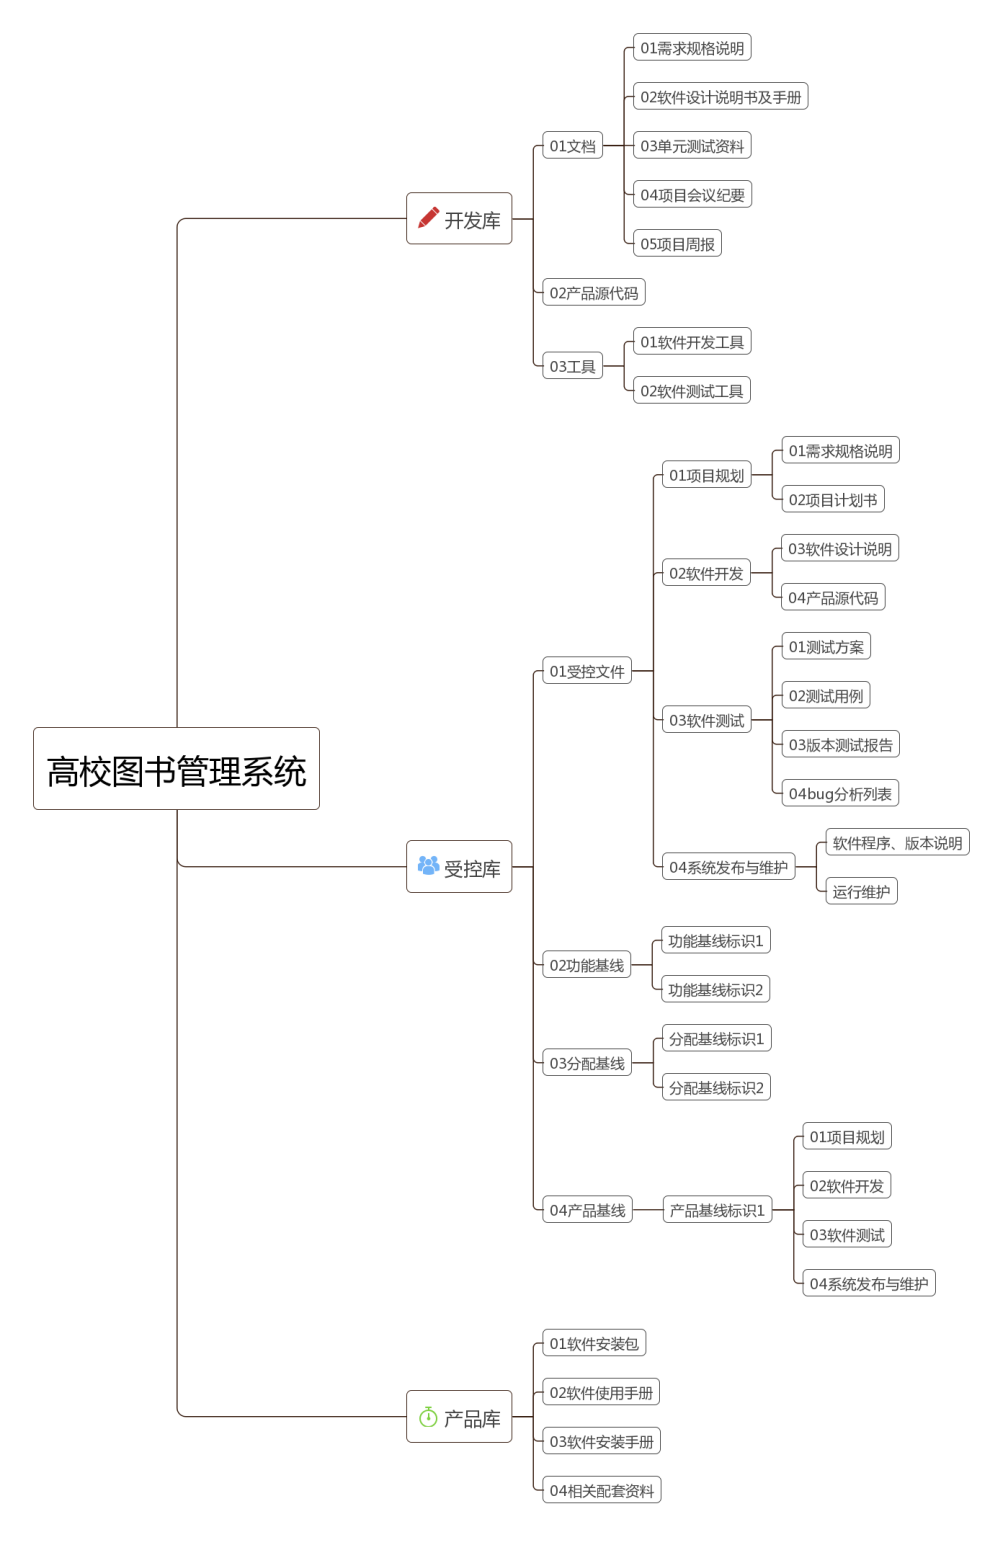 高校图书管理系统
开发库
01文档
01需求规格说明
02软件设计说明书及手册
03单元测试资料
04项目会议纪要
05项目周报
02产品源代码
03工具
01软件开发工具
02软件测试工具
受控库
01受控文件
01项目规划
01需求规格说明
02项目计划书
02软件开发
03软件设计说明
04产品源代码
03软件测试
01测试方案
02测试用例
03版本测试报告
04bug分析列表
04系统发布与维护
软件程序、版本说明
运行维护
02功能基线
功能基线标识1
功能基线标识2
03分配基线
分配基线标识1
分配基线标识2
04产品基线
产品基线标识1
01项目规划
02软件开发
03软件测试
04系统发布与维护
产品库
01软件安装包
02软件使用手册
03软件安装手册
04相关配套资料